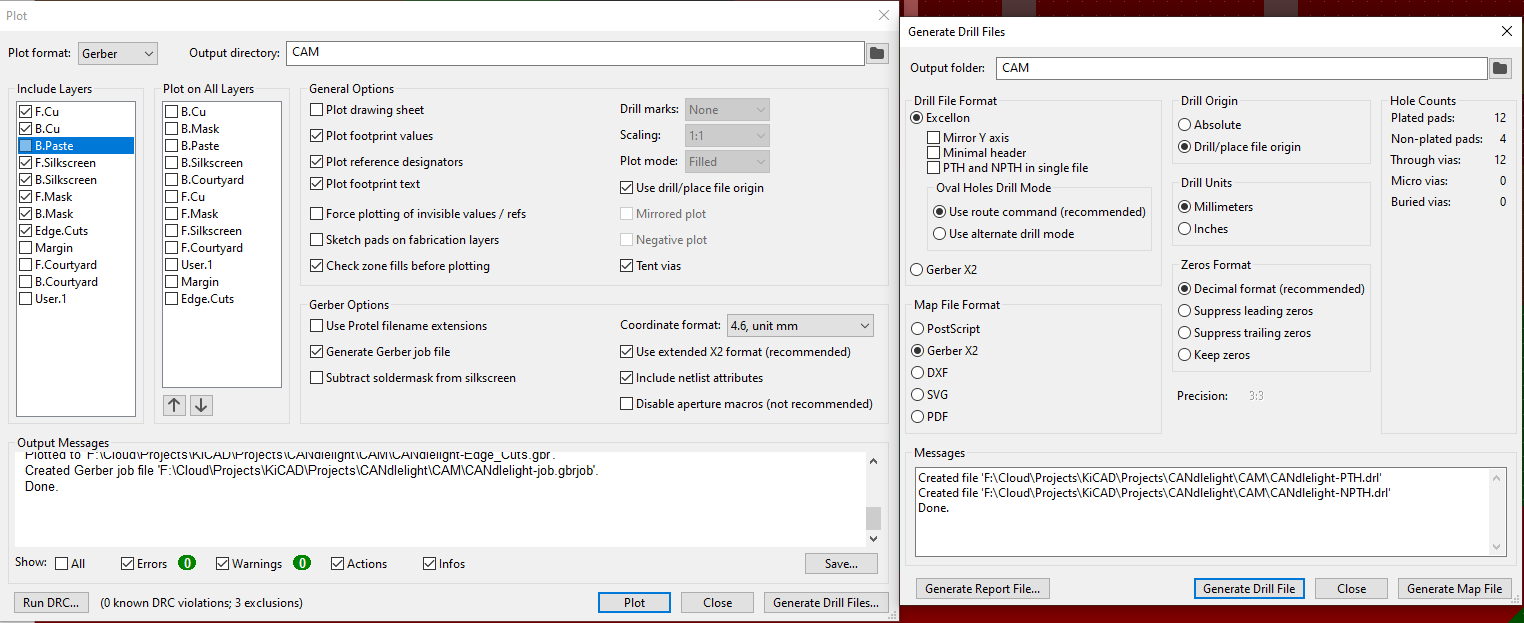 Plot
Plot format: Gerber
Output directory: CAM
Include Layers
F.Cu
B.Cu
B.Paste
F.Silkscreen
B.Silkscreen
F.Mask
B.Mask
Edge.Cuts
Margin
F.Courtyard
B.Courtyard
User.1
Plot on All Layers
B.Cu
B.Mask
B.Paste
B.Silkscreen
B.Courtyard
F.Cu
F.Mask
F.Silkscreen
F.Courtyard
User.1
Margin
Edge.Cuts
General Options
Plot drawing sheet
Plot footprint values
Plot reference designators
Plot footprint text
Force plotting of invisible values / refs
Sketch pads on fabrication layers
Check zone fills before plotting
Drill marks: None
Scaling: 1:1
Plot mode: Filled
Use drill/place file origin
Mirrored plot
Negative plot
Tent vias
Gerber Options
Use Protel filename extensions
Generate Gerber job file
Subtract soldermask from silkscreen
Coordinate format: 4.6, unit mm
Use extended X2 format (recommended)
Include netlist attributes
Disable aperture macros (not recommended)
Output Messages
Plotted to 'F:\Cloud\Projects\KiCAD\Projects\CANdlelight\CAM\CANdlelight-Edge_Cuts.gbr'.
Created Gerber job file 'F:\Cloud\Projects\KiCAD\Projects\CANdlelight\CAM\CANdlelight-job.gbrjob'.
Done.
Show: All Errors 0 Warnings 0 Actions Infos Save...
Run DRC... (0 known DRC violations; 3 exclusions) Plot Close Generate Drill Files...
Generate Drill Files
Output folder: CAM
Drill File Format
Excellon
Mirror Y axis
Minimal header
PTH and NPTH in single file
Oval Holes Drill Mode
Use route command (recommended)
Use alternate drill mode
Gerber X2
Map File Format
PostScript
Gerber X2
DXF
SVG
PDF
Drill Origin
Absolute
Drill/place file origin
Drill Units
Millimeters
Inches
Zeros Format
Decimal format (recommended)
Suppress leading zeros
Suppress trailing zeros
Keep zeros
Precision: 3:3
Hole Counts
Plated pads: 12
Non-plated pads: 4
Through vias: 12
Micro vias: 0
Buried vias: 0
Messages
Created file 'F:\Cloud\Projects\KiCAD\Projects\CANdlelight\CAM\CANdlelight-PTH.drl'
Created file 'F:\Cloud\Projects\KiCAD\Projects\CANdlelight\CAM\CANdlelight-NPTH.drl'
Done.
Generate Report File... Generate Drill File Close Generate Map File